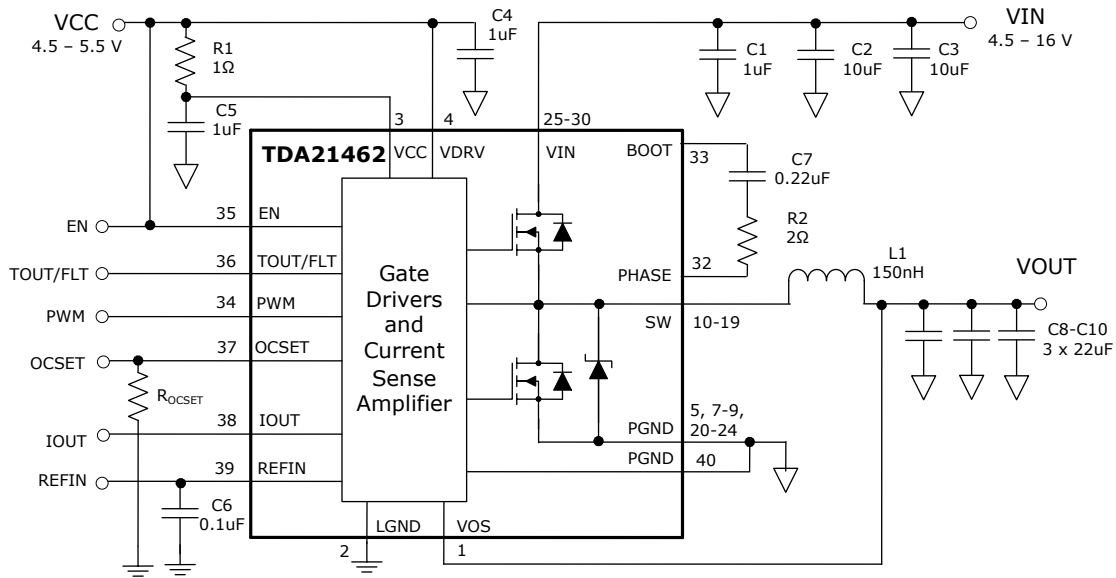 VCC
4.5 – 5.5 V
R1
1Ω
C5
1uF
C4
1uF
C1
1uF
C2
10uF
C3
10uF
VIN
4.5 – 16 V
3
4
25-30
TDA21462
VCC
VDRV
VIN
BOOT
33
C7
0.22uF
R2
2Ω
EN
35
EN
TOUT/FLT
36
TOUT/FLT
PHASE
32
L1
150nH
VOUT
PWM
34
PWM
SW
10-19
OCSET
37
OCSET
C8-C10
3 x 22uF
Gate
Drivers
and
Current
Sense
Amplifier
ROCSET
IOUT
38
IOUT
PGND
5, 7-9,
20-24
PGND
40
REFIN
39
REFIN
C6
0.1uF
LGND
VOS
2
1